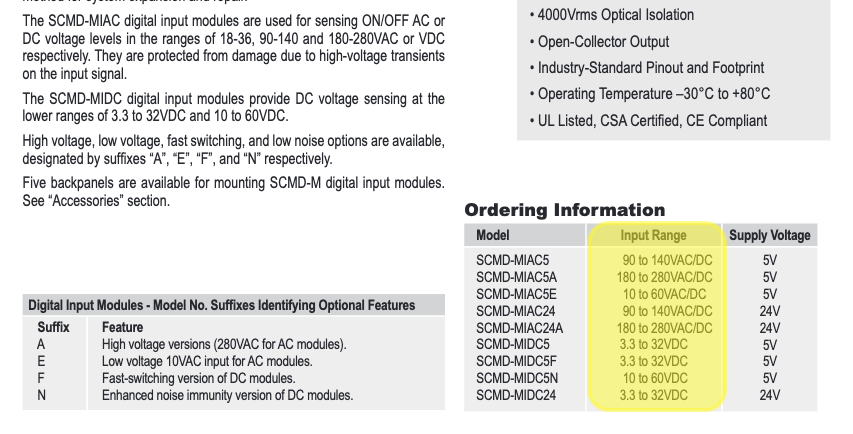 The SCMD-MIAC digital input modules are used for sensing ON/OFF AC or
DC voltage levels in the ranges of 18-36, 90-140 and 180-280VAC or VDC
respectively. They are protected from damage due to high-voltage transients
on the input signal.
The SCMD-MIDC digital input modules provide DC voltage sensing at the
lower ranges of 3.3 to 32VDC and 10 to 60VDC.
High voltage, low voltage, fast switching, and low noise options are available,
designated by suffixes “A”, “E”, “F”, and “N” respectively.
Five backpanels are available for mounting SCMD-M digital input modules.
See “Accessories” section.
Digital Input Modules - Model No. Suffixes Identifying Optional Features
Suffix Feature
A High voltage versions (280VAC for AC modules).
E Low voltage 10VAC input for AC modules.
F Fast-switching version of DC modules.
N Enhanced noise immunity version of DC modules.
• 4000Vrms Optical Isolation
• Open-Collector Output
• Industry-Standard Pinout and Footprint
• Operating Temperature –30°C to +80°C
• UL Listed, CSA Certified, CE Compliant
Ordering Information
Model Input Range Supply Voltage
SCMD-MIAC5 90 to 140VAC/DC 5V
SCMD-MIAC5A 180 to 280VAC/DC 5V
SCMD-MIAC5E 10 to 60VAC/DC 5V
SCMD-MIAC24 90 to 140VAC/DC 24V
SCMD-MIAC24A 180 to 280VAC/DC 24V
SCMD-MIDC5 3.3 to 32VDC 5V
SCMD-MIDC5F 3.3 to 32VDC 5V
SCMD-MIDC5N 10 to 60VDC 5V
SCMD-MIDC24 3.3 to 32VDC 24V